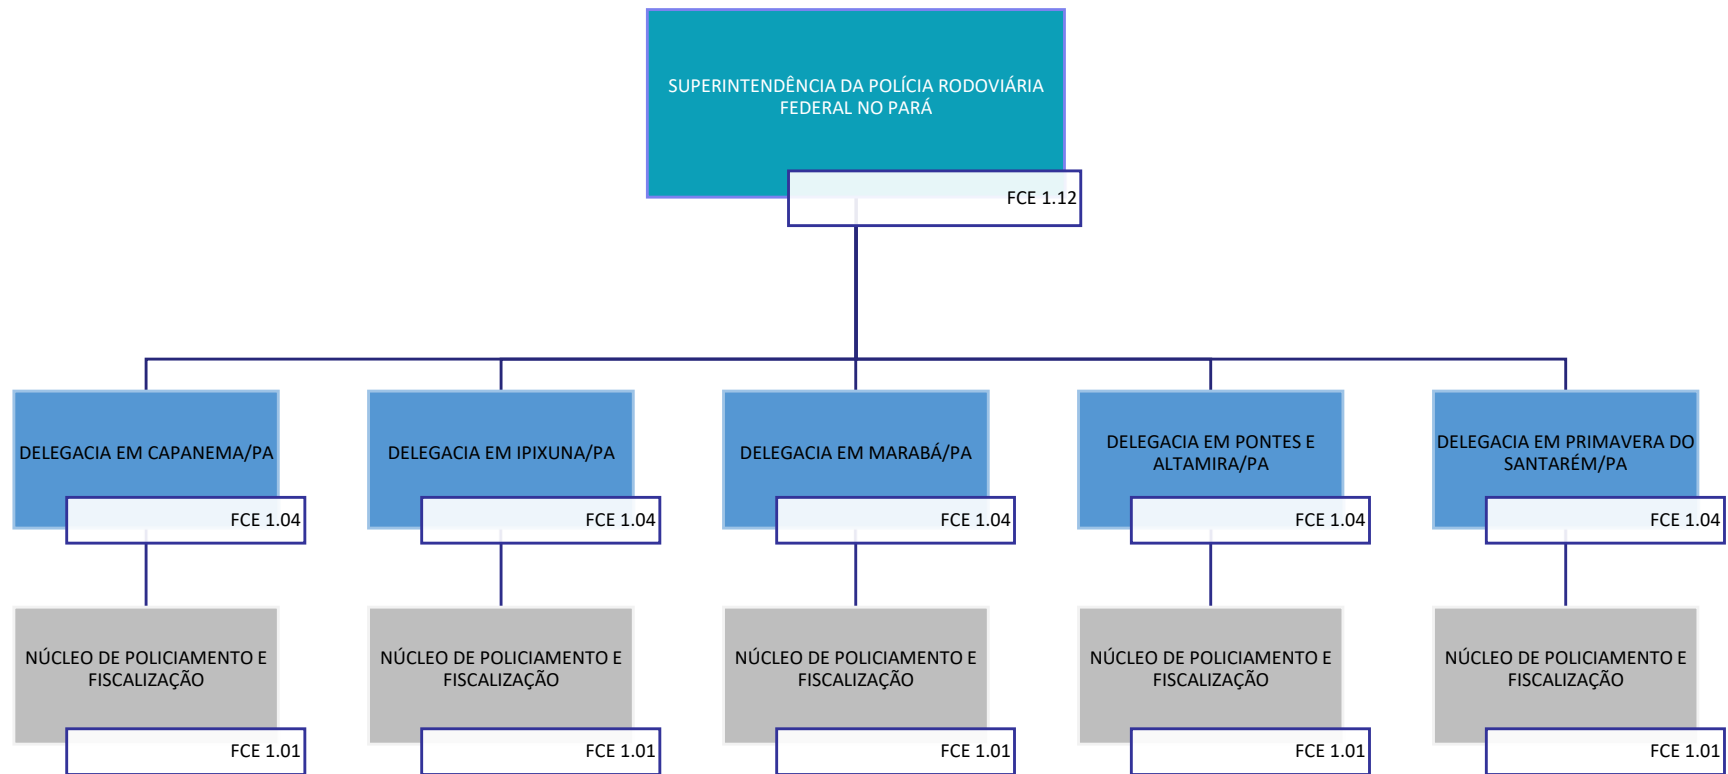 SUPERINTENDÊNCIA DA POLÍCIA RODOVIÁRIA
FEDERAL NO PARÁ
FCE 1.12
DELEGACIA EM CAPANEMA/PA
FCE 1.04
DELEGACIA EM IPIXUNA/PA
FCE 1.04
DELEGACIA EM MARABÁ/PA
FCE 1.04
DELEGACIA EM PONTES E
ALTAMIRA/PA
FCE 1.04
DELEGACIA EM PRIMAVERA DO
SANTARÉM/PA
FCE 1.04
NÚCLEO DE POLICIAMENTO E
FISCALIZAÇÃO
FCE 1.01
NÚCLEO DE POLICIAMENTO E
FISCALIZAÇÃO
FCE 1.01
NÚCLEO DE POLICIAMENTO E
FISCALIZAÇÃO
FCE 1.01
NÚCLEO DE POLICIAMENTO E
FISCALIZAÇÃO
FCE 1.01
NÚCLEO DE POLICIAMENTO E
FISCALIZAÇÃO
FCE 1.01